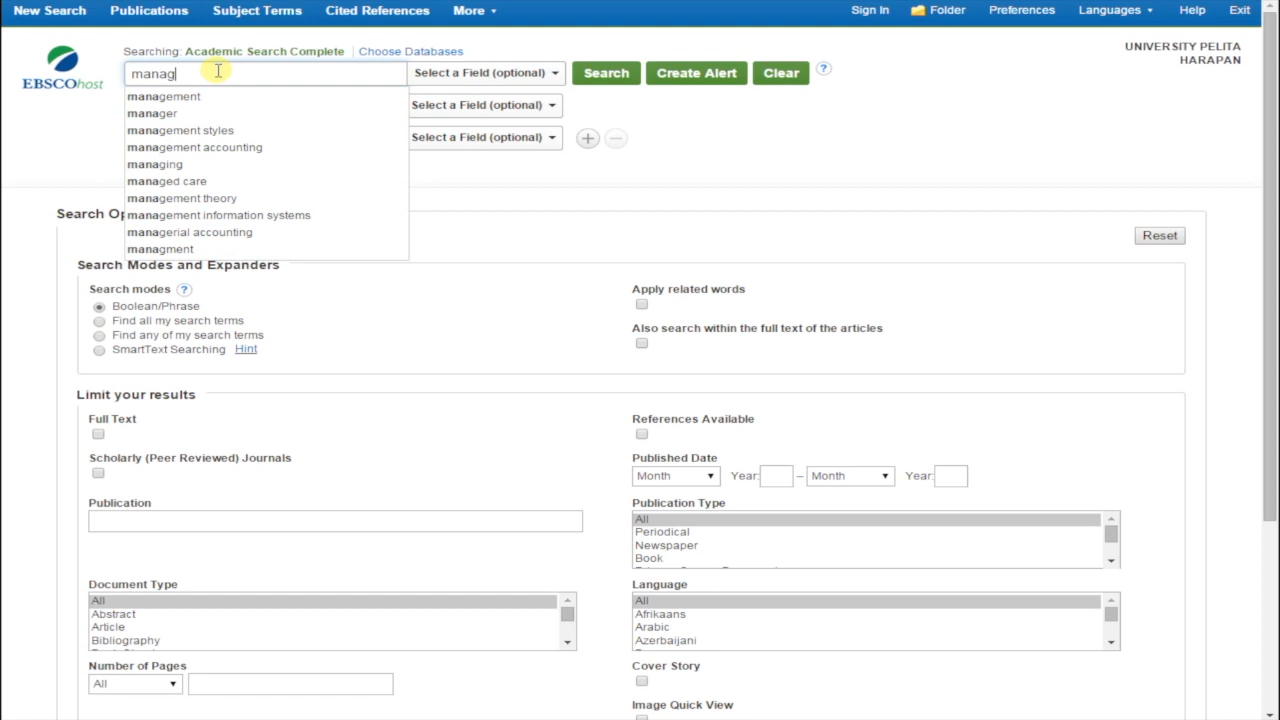 New Search Publications Subject Terms Cited References More Sign In Folder Preferences Languages Help Exit
Searching: Academic Search Complete Choose Databases
UNIVERSITY PELITA
HARAPAN
EBSCOhost
manag Select a Field (optional) Search Create Alert Clear ?
management
Select a Field (optional)
manager
management styles
Select a Field (optional)
management accounting
managing
managed care
management theory
management information systems
managerial accounting
managment
Search Op
Reset
Search Modes and Expanders
Search modes ?
Boolean/Phrase
Find all my search terms
Find any of my search terms
SmartText Searching Hint
Apply related words
Also search within the full text of the articles
Limit your results
Full Text
References Available
Scholarly (Peer Reviewed) Journals
Published Date
Month Year: – Month Year:
Publication
Publication Type
All
Periodical
Newspaper
Book
Document Type
All
Abstract
Article
Bibliography
Language
All
Afrikaans
Arabic
Azerbaijani
Number of Pages
All
Cover Story
Image Quick View